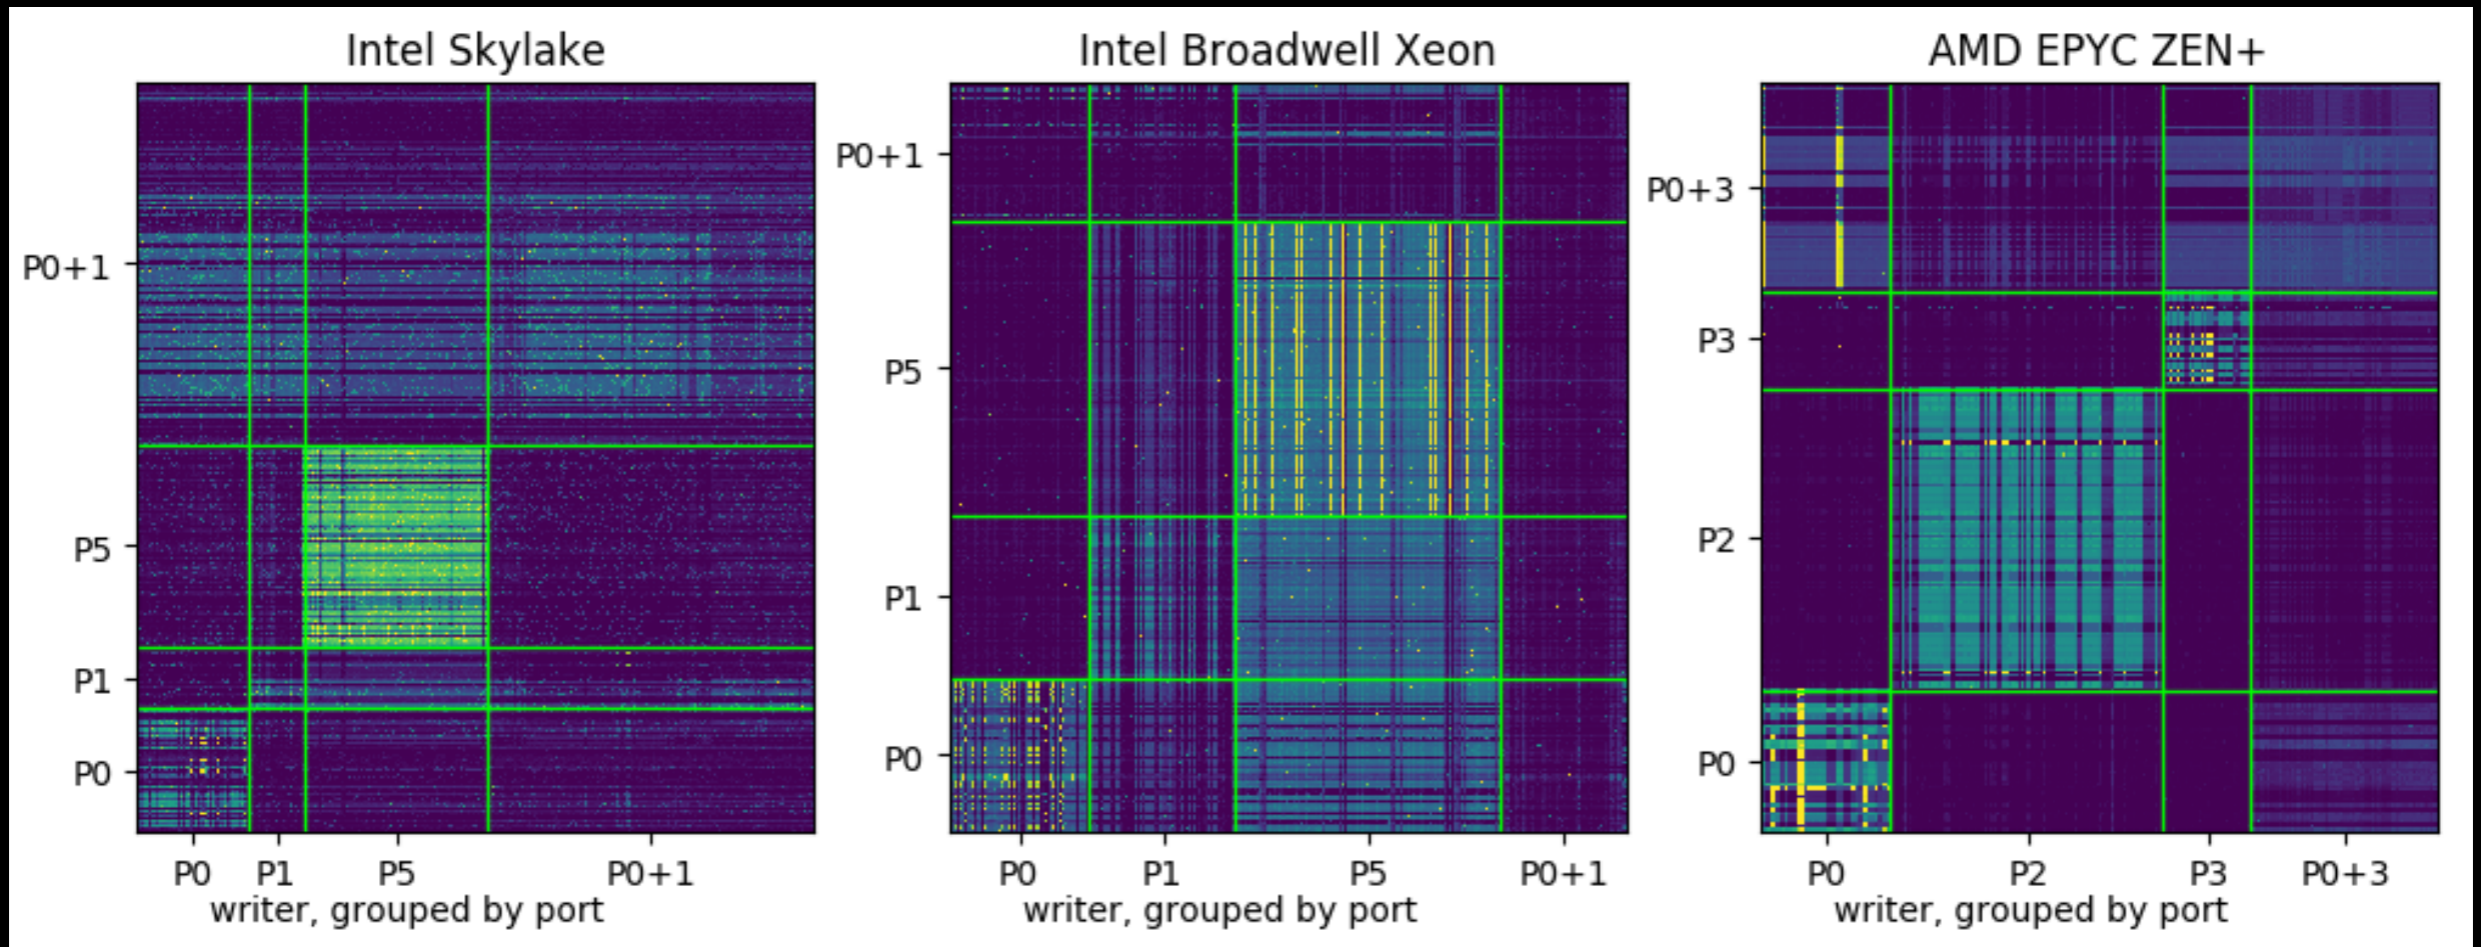 Intel Skylake
P0+1
P5
P1
P0
P0 P1 P5 P0+1
writer, grouped by port
Intel Broadwell Xeon
P0+1
P5
P1
P0
P0 P1 P5 P0+1
writer, grouped by port
AMD EPYC ZEN+
P0+3
P3
P2
P0
P0 P2 P3 P0+3
writer, grouped by port